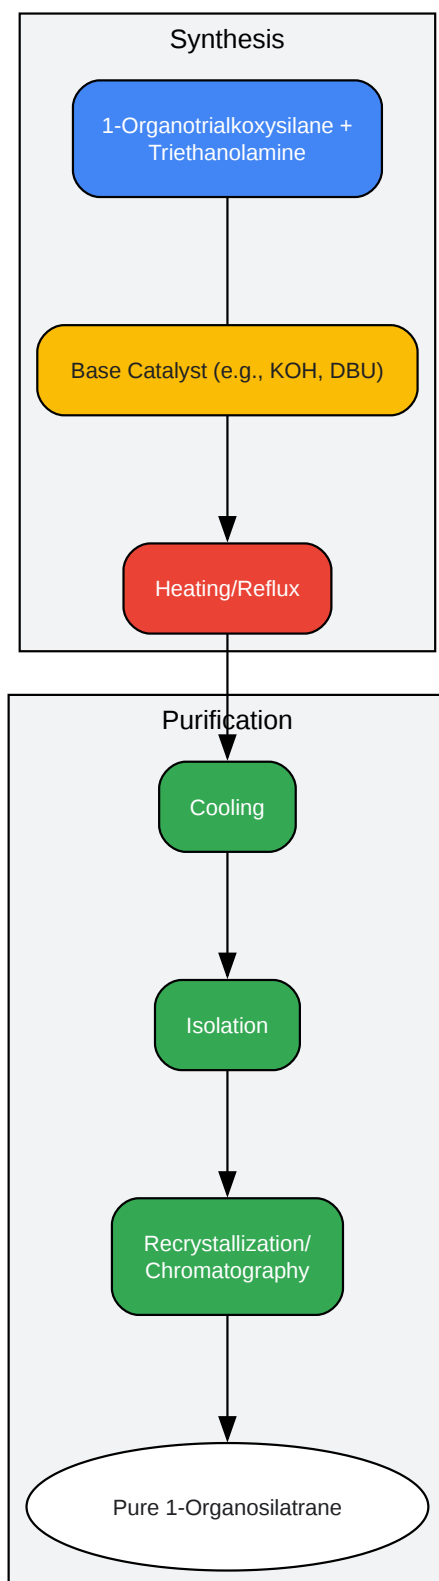 Synthesis
1-Organotrialkoxysilane +
Triethanolamine
Base Catalyst (e.g., KOH, DBU)
Heating/Reflux
Purification
Cooling
Isolation
Recrystallization/
Chromatography
Pure 1-Organosilatrane